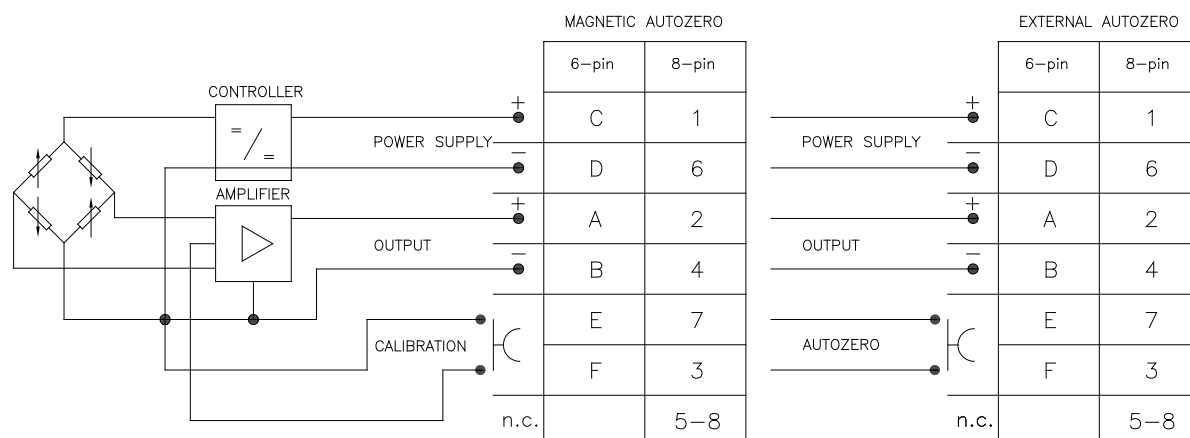 MAGNETIC AUTOZERO
EXTERNAL AUTOZERO
6-pin 8-pin
6-pin 8-pin
CONTROLLER
= / =
+ C 1
+ C 1
POWER SUPPLY
POWER SUPPLY
− D 6
− D 6
AMPLIFIER
+ A 2
+ A 2
OUTPUT
OUTPUT
− B 4
− B 4
E 7
E 7
CALIBRATION
AUTOZERO
F 3
F 3
n.c. 5-8
n.c. 5-8